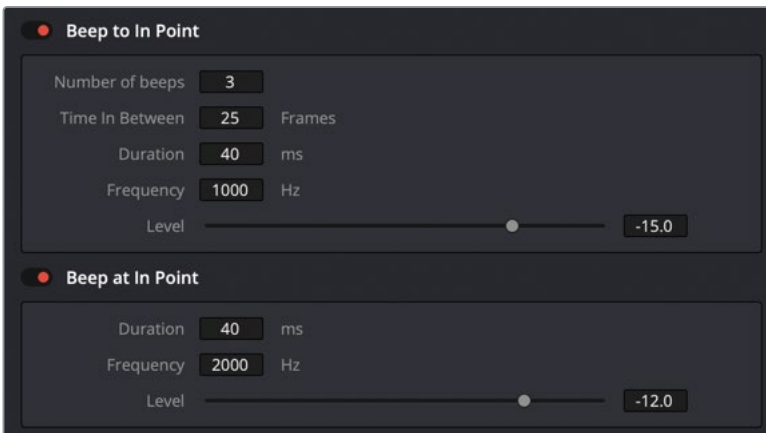 Beep to In Point
Number of beeps 3
Time In Between 25 Frames
Duration 40 ms
Frequency 1000 Hz
Level -15.0
Beep at In Point
Duration 40 ms
Frequency 2000 Hz
Level -12.0